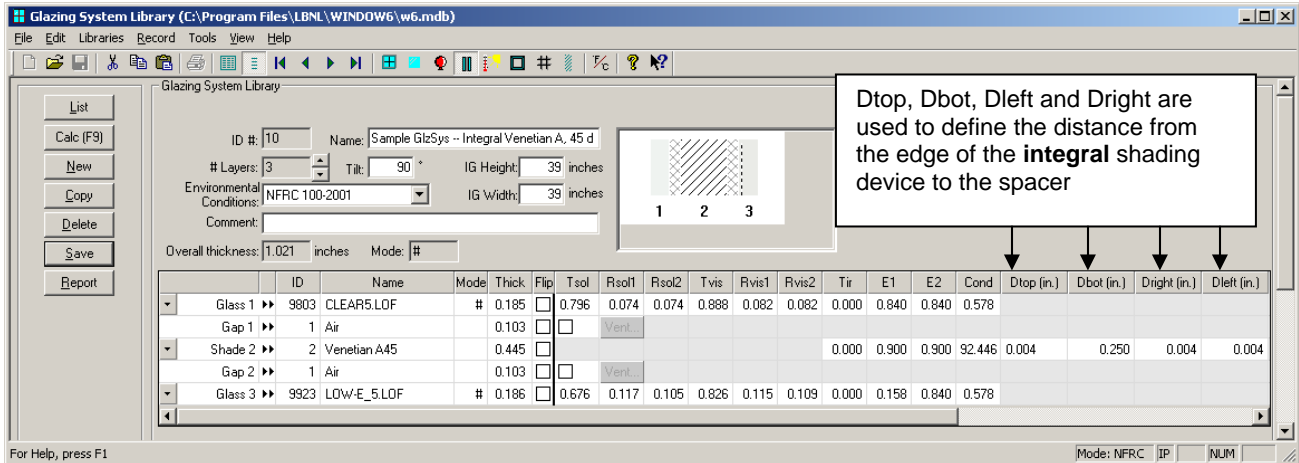 Glazing System Library (C:\Program Files\LBNL\WINDOW6\w6.mdb)
File Edit Libraries Record Tools View Help
Glazing System Library
List
Calc (F9)
New
Copy
Delete
Save
Report
ID #: 10 Name: Sample GlzSys -- Integral Venetian A, 45 d
# Layers: 3 Tilt: 90 ° IG Height: 39 inches
Environmental Conditions: NFRC 100-2001 IG Width: 39 inches
Comment:
Overall thickness: 1.021 inches Mode: #
1 2 3
Dtop, Dbot, Dleft and Dright are
used to define the distance from
the edge of the integral shading
device to the spacer
ID Name Mode Thick Flip Tsol Rsol1 Rsol2 Tvis Rvis1 Rvis2 Tir E1 E2 Cond Dtop (in.) Dbot (in.) Dright (in.) Dleft (in.)
Glass 1 9803 CLEAR5.LOF # 0.185 0.796 0.074 0.074 0.888 0.082 0.082 0.000 0.840 0.840 0.578
Gap 1 1 Air 0.103 Vent...
Shade 2 2 Venetian A45 0.445 0.000 0.900 0.900 92.446 0.004 0.250 0.004 0.004
Gap 2 1 Air 0.103 Vent...
Glass 3 9923 LOW-E_5.LOF # 0.186 0.676 0.117 0.105 0.826 0.115 0.109 0.000 0.158 0.840 0.578
For Help, press F1
Mode: NFRC IP NUM